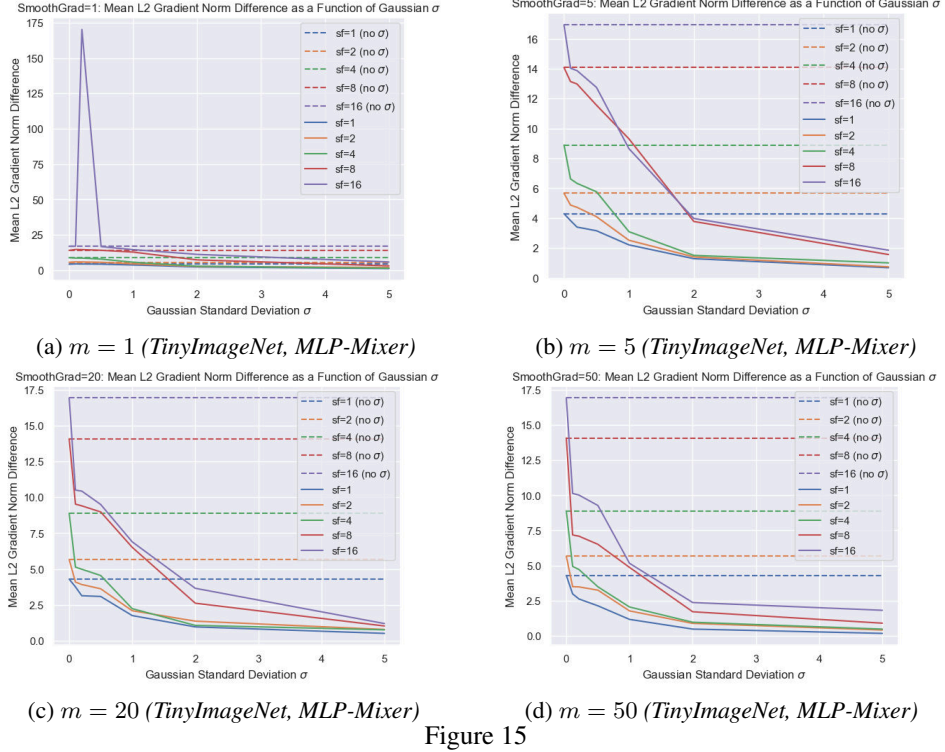 SmoothGrad=1: Mean L2 Gradient Norm Difference as a Function of Gaussian σ
Mean L2 Gradient Norm Difference
175
150
125
100
75
50
25
0
sf=1 (no σ)
sf=2 (no σ)
sf=4 (no σ)
sf=8 (no σ)
sf=16 (no σ)
sf=1
sf=2
sf=4
sf=8
sf=16
0 1 2 3 4 5
Gaussian Standard Deviation σ
(a) m = 1 (TinyImageNet, MLP-Mixer)
SmoothGrad=5: Mean L2 Gradient Norm Difference as a Function of Gaussian σ
Mean L2 Gradient Norm Difference
16
14
12
10
8
6
4
2
0
sf=1 (no σ)
sf=2 (no σ)
sf=4 (no σ)
sf=8 (no σ)
sf=16 (no σ)
sf=1
sf=2
sf=4
sf=8
sf=16
0 1 2 3 4 5
Gaussian Standard Deviation σ
(b) m = 5 (TinyImageNet, MLP-Mixer)
SmoothGrad=20: Mean L2 Gradient Norm Difference as a Function of Gaussian σ
Mean L2 Gradient Norm Difference
17.5
15.0
12.5
10.0
7.5
5.0
2.5
0.0
sf=1 (no σ)
sf=2 (no σ)
sf=4 (no σ)
sf=8 (no σ)
sf=16 (no σ)
sf=1
sf=2
sf=4
sf=8
sf=16
0 1 2 3 4 5
Gaussian Standard Deviation σ
(c) m = 20 (TinyImageNet, MLP-Mixer)
SmoothGrad=50: Mean L2 Gradient Norm Difference as a Function of Gaussian σ
Mean L2 Gradient Norm Difference
17.5
15.0
12.5
10.0
7.5
5.0
2.5
0.0
sf=1 (no σ)
sf=2 (no σ)
sf=4 (no σ)
sf=8 (no σ)
sf=16 (no σ)
sf=1
sf=2
sf=4
sf=8
sf=16
0 1 2 3 4 5
Gaussian Standard Deviation σ
(d) m = 50 (TinyImageNet, MLP-Mixer)
Figure 15